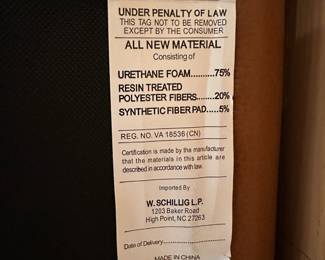 UNDER PENALTY OF LAW
THIS TAG NOT TO BE REMOVED
EXCEPT BY THE CONSUMER
ALL NEW MATERIAL
Consisting of
URETHANE FOAM..........75%
RESIN TREATED
POLYESTER FIBERS.......20%
SYNTHETIC FIBER PAD.....5%
REG. NO. VA 18536 (CN)
Certification is made by the manufacturer
that the materials in this article are
described in accordance with law.
Imported By
W. SCHILLIG L.P.
1203 Baker Road
High Point, NC 27263
Date of Delivery
MADE IN CHINA